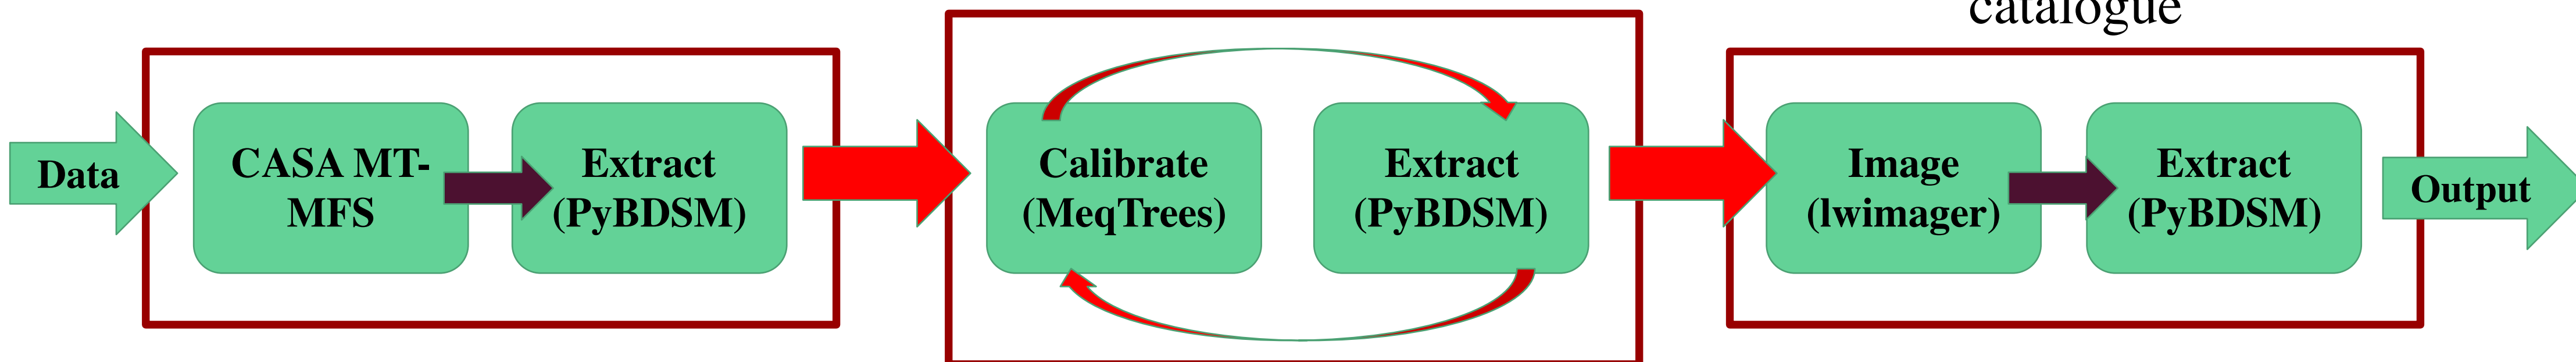 catalogue
Data
CASA MT-
MFS
Extract
(PyBDSM)
Calibrate
(MeqTrees)
Extract
(PyBDSM)
Image
(lwimager)
Extract
(PyBDSM)
Output